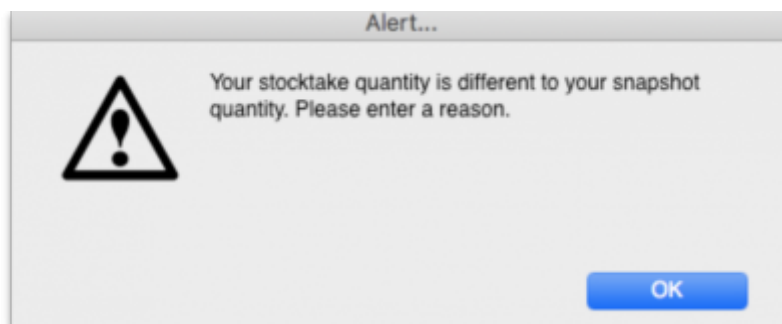 Alert...
Your stocktake quantity is different to your snapshot
quantity. Please enter a reason.
OK